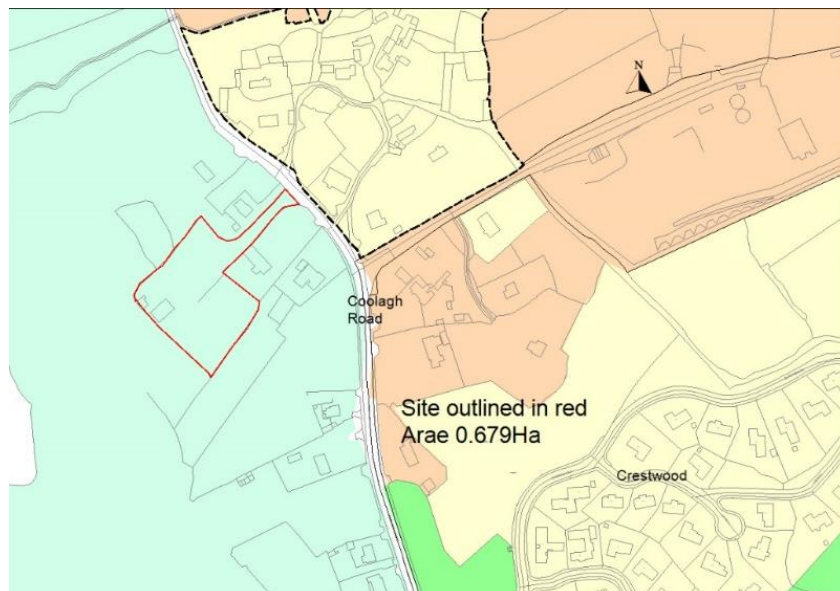 N
Coolagh
Road
Site outlined in red
Arae 0.679Ha
Crestwood